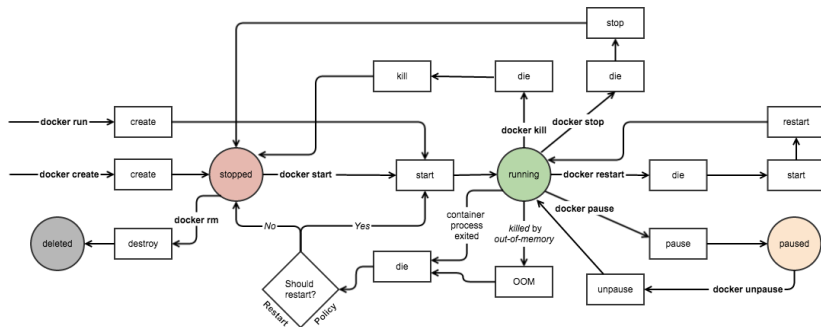 stop
kill
die
die
docker run
create
docker kill
docker stop
restart
docker create
create
stopped
docker start
start
running
docker restart
die
start
docker rm
docker pause
deleted
destroy
No
Yes
container
process
exited
killed by
out-of-memory
pause
paused
Should
restart?
Restart
Policy
die
OOM
unpause
docker unpause